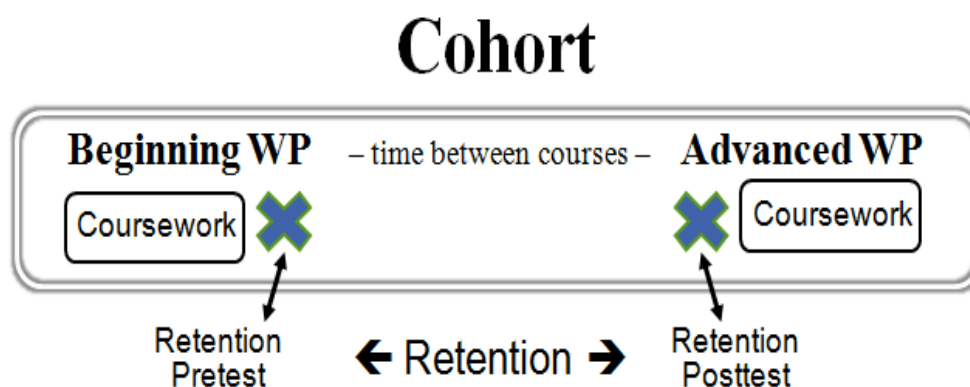 Cohort
Beginning WP – time between courses – Advanced WP
Coursework Coursework
Retention Pretest
Retention
Retention Posttest